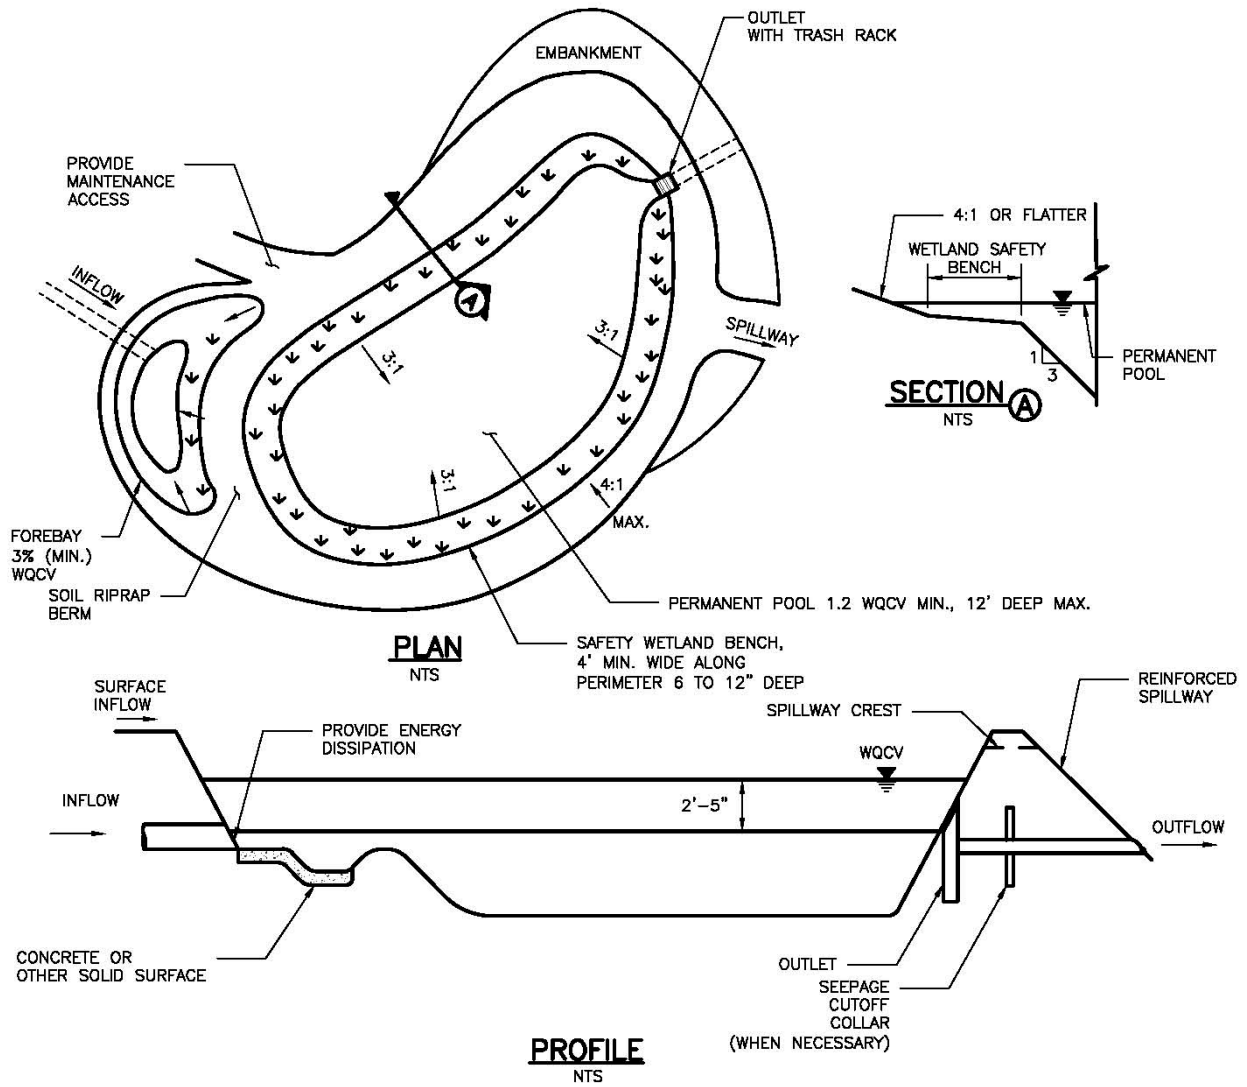 OUTLET
WITH TRASH RACK
EMBANKMENT
PROVIDE
MAINTENANCE
ACCESS
INFLOW
A
3:1
3:1
3:1
4:1
MAX.
SPILLWAY
FOREBAY
3% (MIN.)
WQCV
SOIL RIPRAP
BERM
PERMANENT POOL 1.2 WQCV MIN., 12' DEEP MAX.
SAFETY WETLAND BENCH,
4' MIN. WIDE ALONG
PERIMETER 6 TO 12" DEEP
PLAN
NTS
4:1 OR FLATTER
WETLAND SAFETY
BENCH
1
3
PERMANENT
POOL
SECTION A
NTS
SURFACE
INFLOW
PROVIDE ENERGY
DISSIPATION
INFLOW
SPILLWAY CREST
REINFORCED
SPILLWAY
WQCV
2'-5"
OUTFLOW
CONCRETE OR
OTHER SOLID SURFACE
OUTLET
SEEPAGE
CUTOFF
COLLAR
(WHEN NECESSARY)
PROFILE
NTS